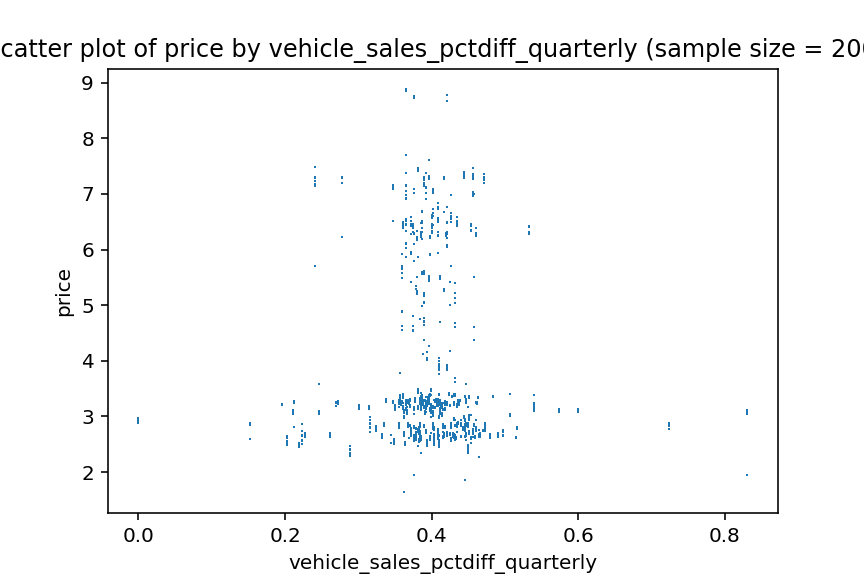 catter plot of price by vehicle_sales_pctdiff_quarterly (sample size = 20
9
8
7
6
5
4
3
2
price
0.0 0.2 0.4 0.6 0.8
vehicle_sales_pctdiff_quarterly